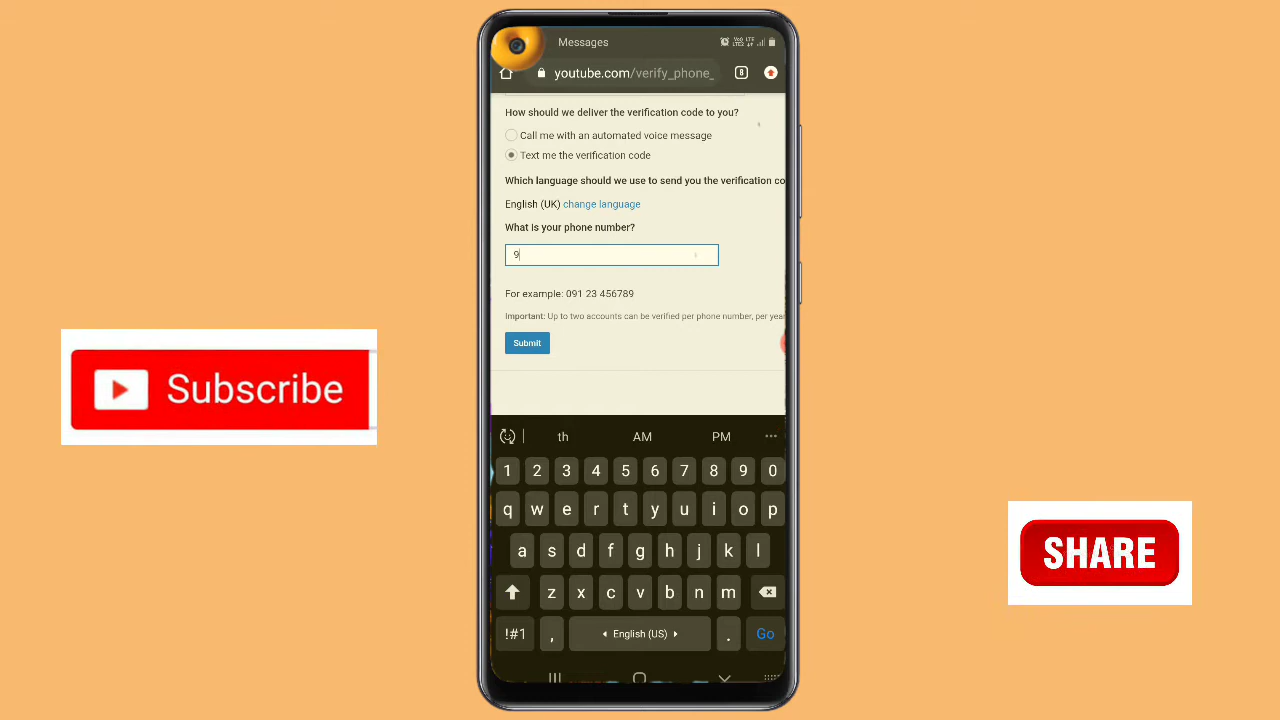 Messages
Voo LTE
LTE2
youtube.com/verify_phone_
8
How should we deliver the verification code to you?
Call me with an automated voice message
Text me the verification code
Which language should we use to send you the verification co
English (UK) change language
What is your phone number?
9
For example: 091 23 456789
Important: Up to two accounts can be verified per phone number, per year
Submit
Subscribe
SHARE
th AM PM
1 2 3 4 5 6 7 8 9 0
q w e r t y u i o p
a s d f g h j k l
z x c v b n m
!#1 , English (US) . Go